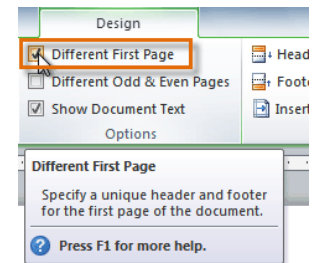 Design
Different First Page
Different Odd & Even Pages
Show Document Text
Options
Different First Page
Specify a unique header and footer
for the first page of the document.
Press F1 for more help.